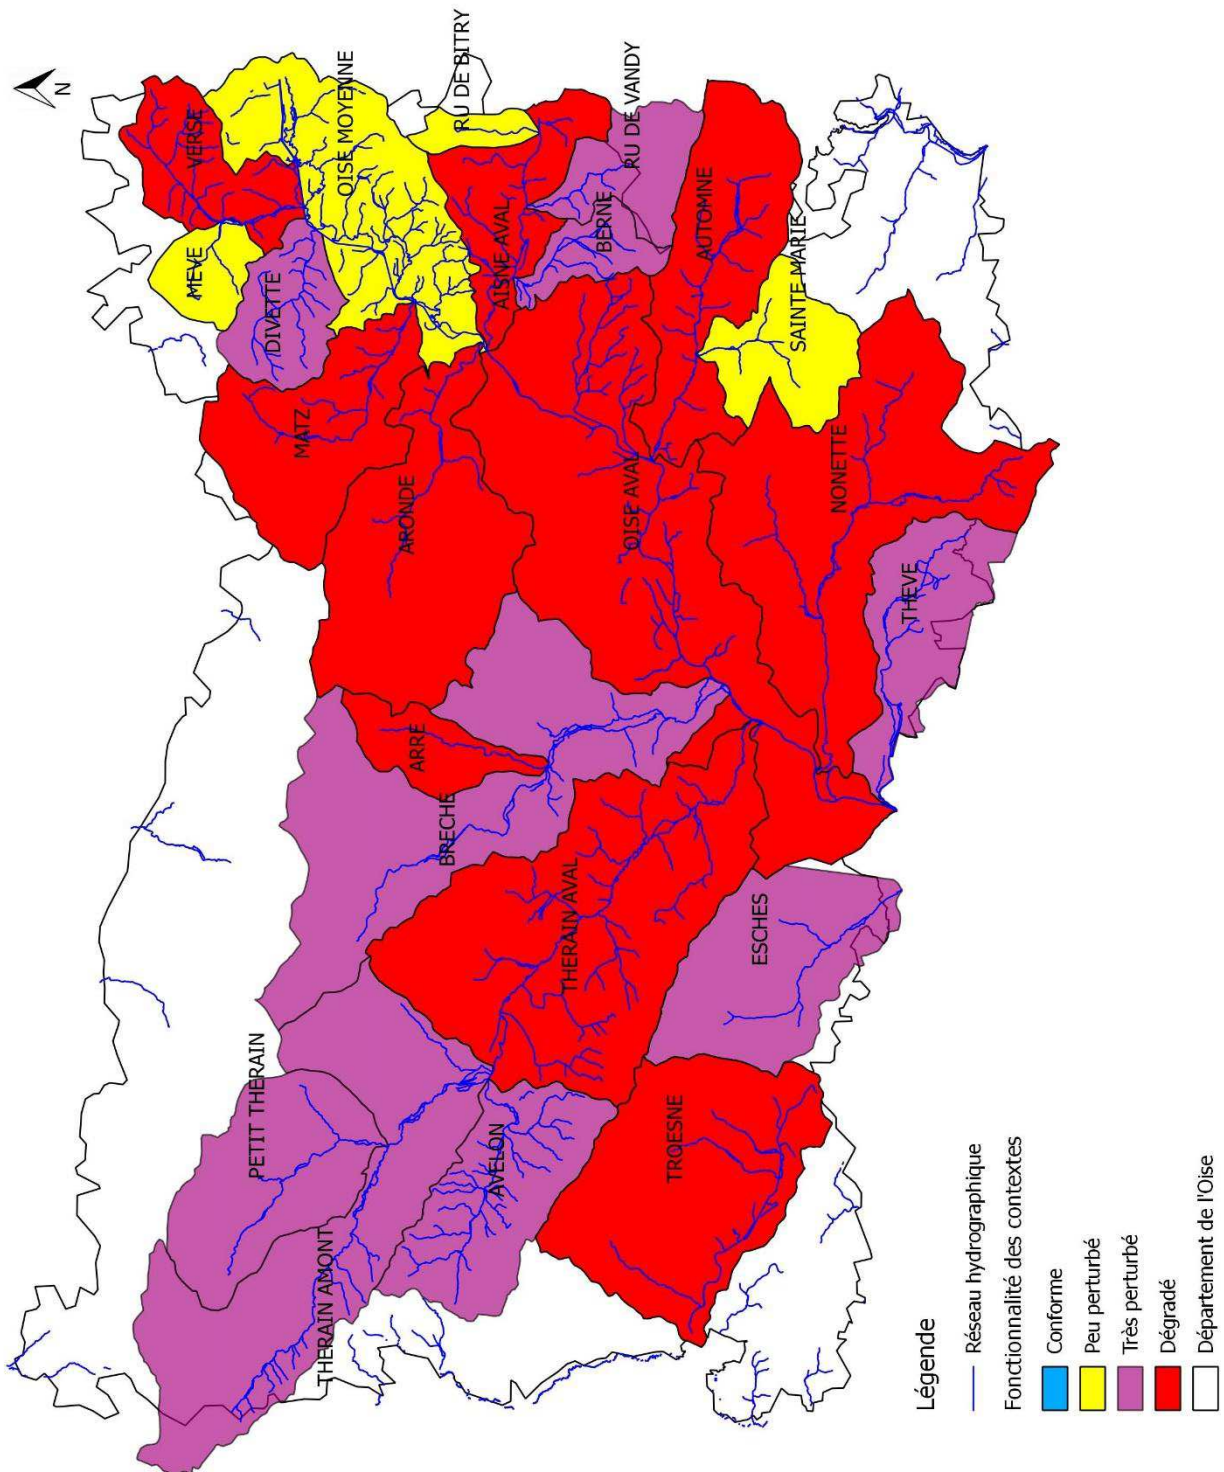 N
VERSE
OISE MOYENNE
RU DE BITRY
MEVE
DIVETTE
RU DE VANDY
AISNE AVAL
BERNE
AUTOMNE
SAINTE MARIE
MATZ
ARONDE
OISE AVAL
NONETTE
THEVE
ARRE
BRECHE
THERAIN AVAL
ESCHES
PETIT THERAIN
AVELON
TROESNE
THERAIN AMONT
Légende
Réseau hydrographique
Fonctionnalité des contextes
Conforme
Peu perturbé
Très perturbé
Dégradé
Département de l'Oise